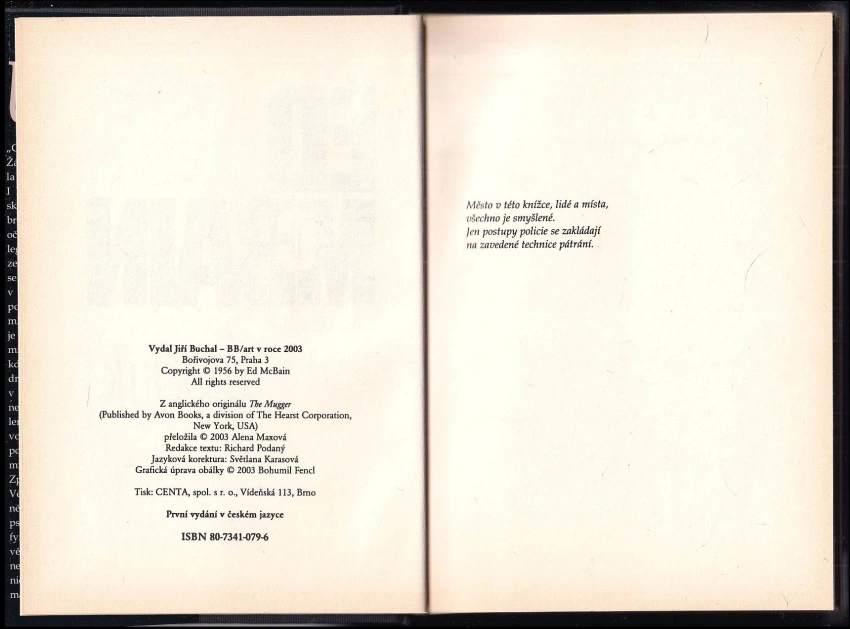 Vydal Jiří Buchal – BB/art v roce 2003
Bořivojova 75, Praha 3
Copyright © 1956 by Ed McBain
All rights reserved
Z anglického originálu The Mugger
(Published by Avon Books, a division of The Hearst Corporation,
New York, USA)
přeložila © 2003 Alena Maxová
Redakce textu: Richard Podaný
Jazyková korektura: Světlana Karasová
Grafická úprava obálky © 2003 Bohumil Fencl
Tisk: CENTA, spol. s r. o., Vídeňská 113, Brno
První vydání v českém jazyce
ISBN 80-7341-079-6
Město v této knížce, lidé a místa,
všechno je smyšlené.
Jen postupy policie se zakládají
na zavedené technice pátrání.